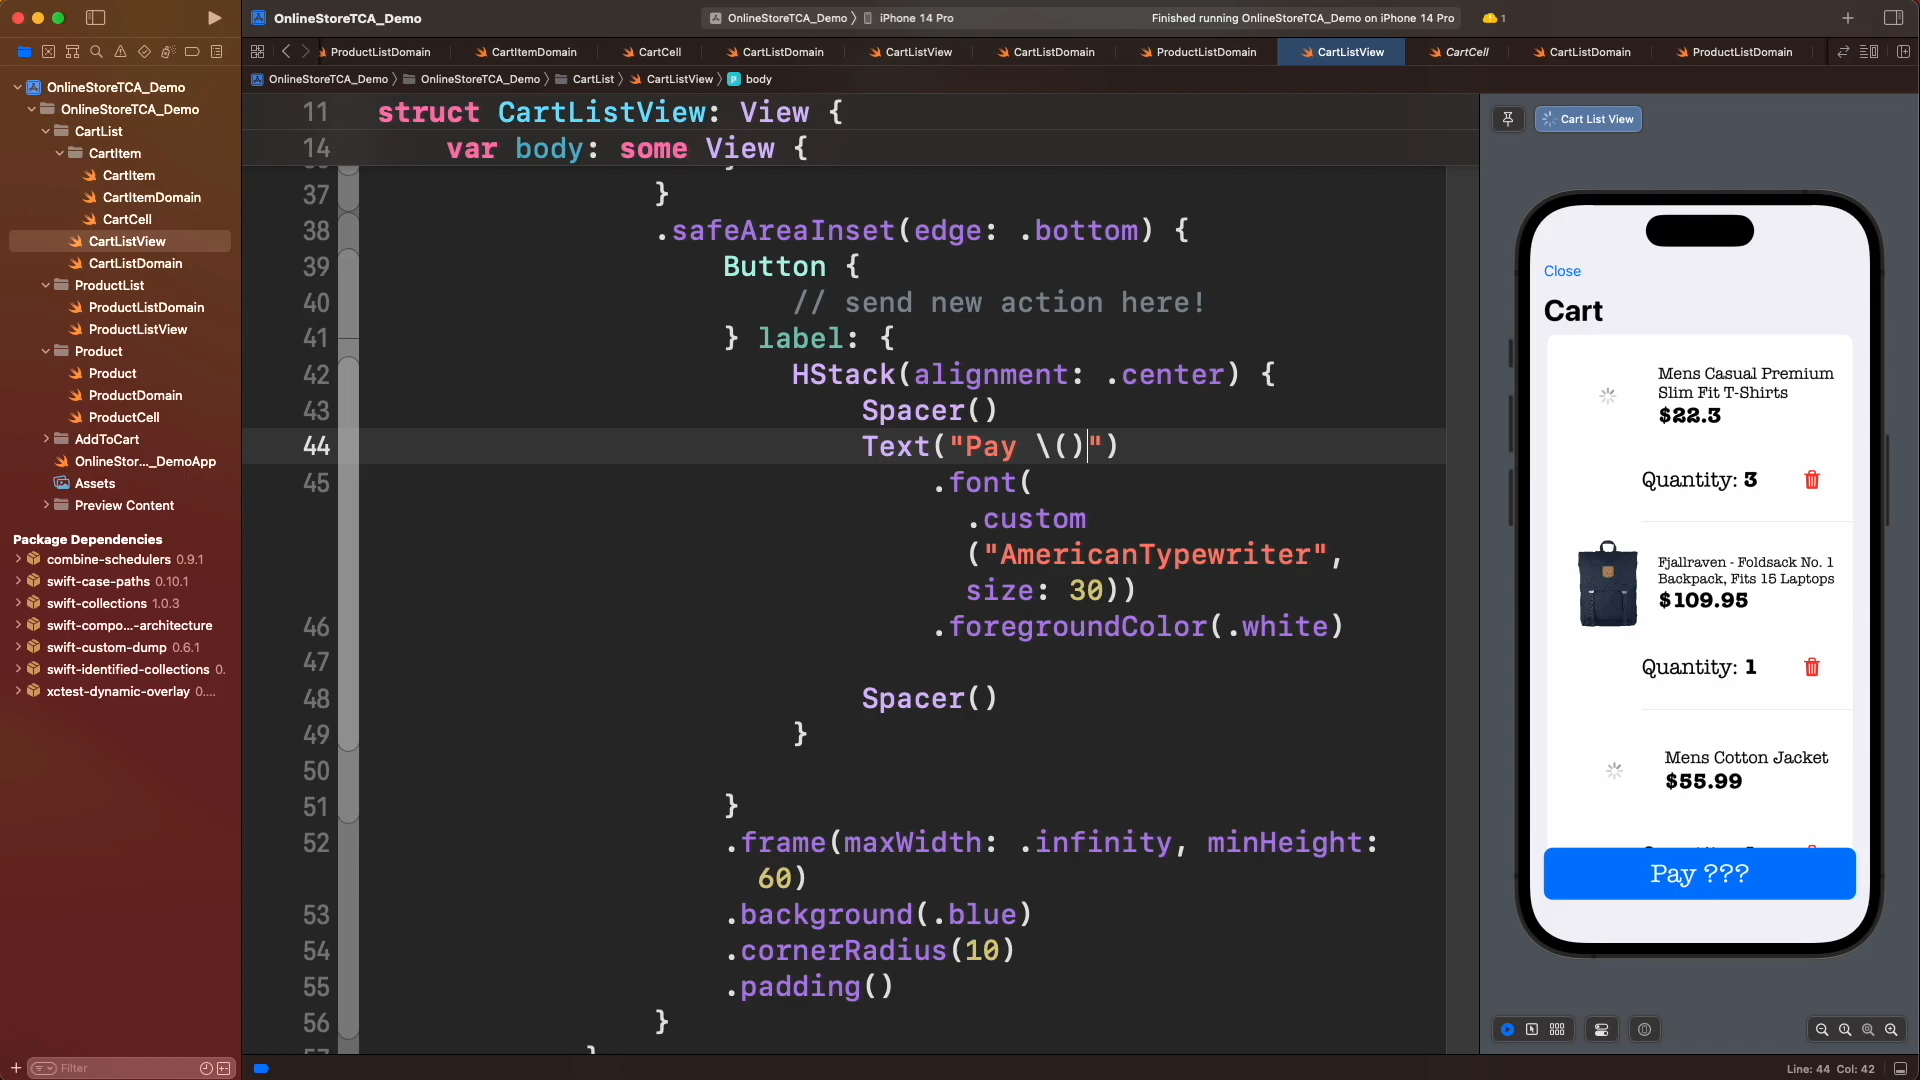 OnlineStoreTCA_Demo
OnlineStoreTCA_Demo
iPhone 14 Pro
Finished running OnlineStoreTCA_Demo on iPhone 14 Pro
1
ProductListDomain
CartItemDomain
CartCell
CartListDomain
CartListView
CartListDomain
ProductListDomain
CartListView
CartCell
CartListDomain
ProductListDomain
OnlineStoreTCA_Demo
OnlineStoreTCA_Demo
CartList
CartListView
body
OnlineStoreTCA_Demo
OnlineStoreTCA_Demo
CartList
CartItem
CartItem
CartItemDomain
CartCell
CartListView
CartListDomain
ProductList
ProductListDomain
ProductListView
Product
Product
ProductDomain
ProductCell
AddToCart
OnlineStor..._DemoApp
Assets
Preview Content
Package Dependencies
combine-schedulers 0.9.1
swift-case-paths 0.10.1
swift-collections 1.0.3
swift-compo...-architecture
swift-custom-dump 0.6.1
swift-identified-collections 0.
xctest-dynamic-overlay 0....
Filter
11 struct CartListView: View {
14 var body: some View {
37 }
38 .safeAreaInset(edge: .bottom) {
39 Button {
40 // send new action here!
41 } label: {
42 HStack(alignment: .center) {
43 Spacer()
44 Text("Pay \()")
45 .font(
.custom
("AmericanTypewriter",
size: 30))
46 .foregroundColor(.white)
47
48 Spacer()
49 }
50
51 }
52 .frame(maxWidth: .infinity, minHeight:
60)
53 .background(.blue)
54 .cornerRadius(10)
55 .padding()
56 }
Cart List View
Close
Cart
Mens Casual Premium
Slim Fit T-Shirts
$22.3
Quantity: 3
Fjallraven - Foldsack No. 1
Backpack, Fits 15 Laptops
$109.95
Quantity: 1
Mens Cotton Jacket
$55.99
Pay ???
Line: 44 Col: 42